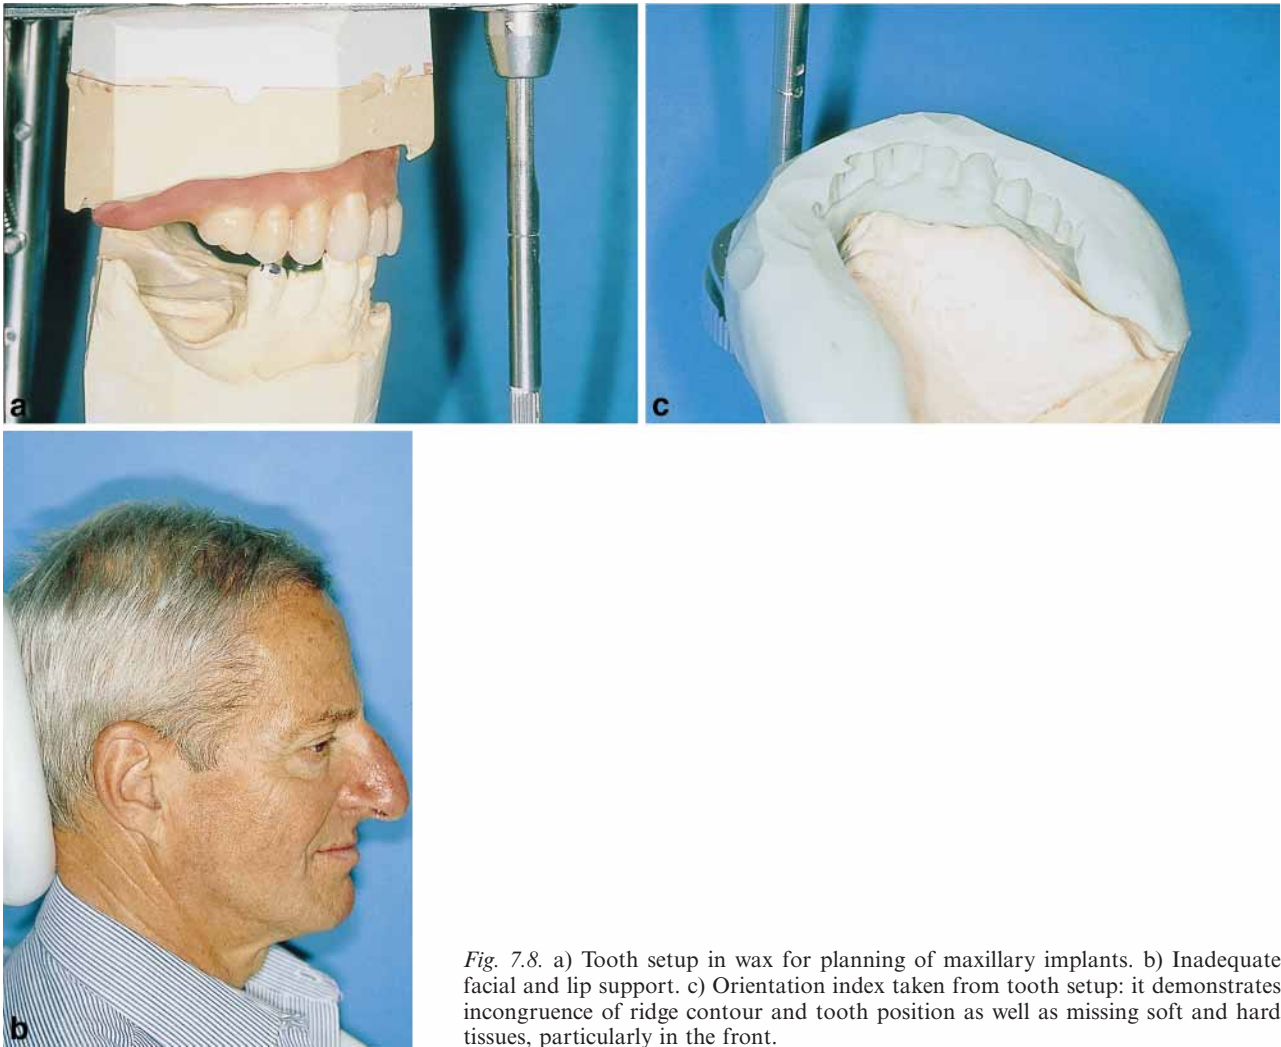 a
c
b
Fig. 7.8. a) Tooth setup in wax for planning of maxillary implants. b) Inadequate
facial and lip support. c) Orientation index taken from tooth setup: it demonstrates
incongruence of ridge contour and tooth position as well as missing soft and hard
tissues, particularly in the front.